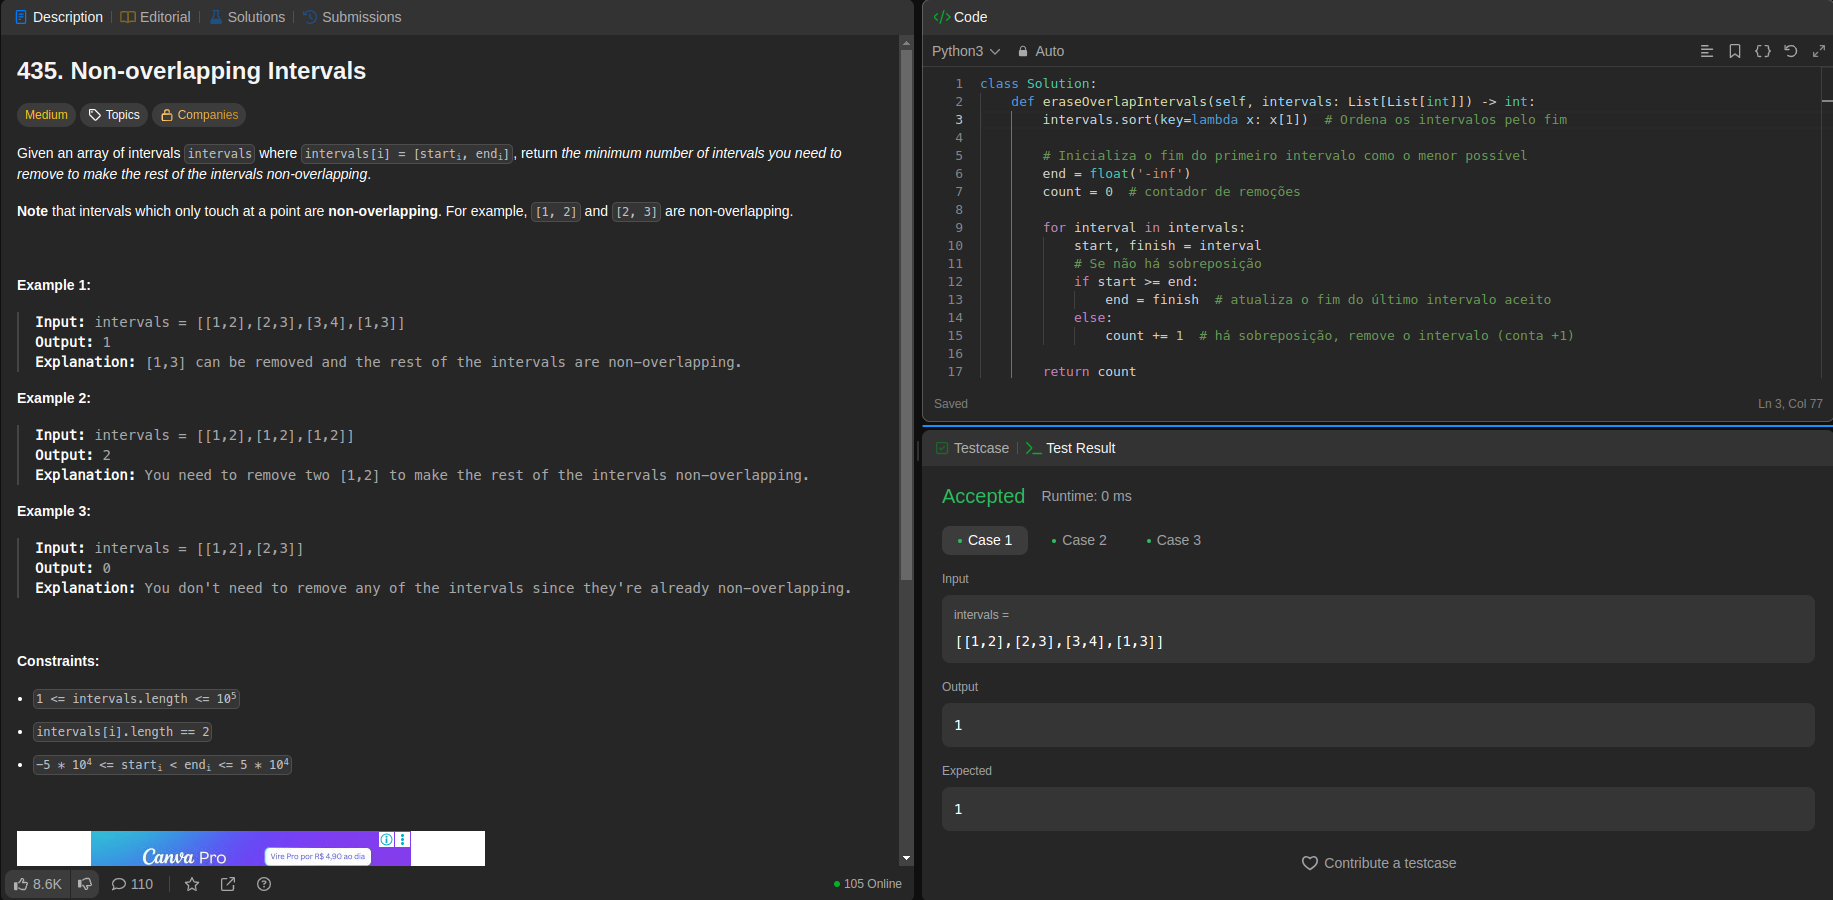 Description | Editorial | Solutions | Submissions
435. Non-overlapping Intervals
Medium Topics Companies
Given an array of intervals intervals where intervals[i] = [startᵢ, endᵢ], return the minimum number of intervals you need to
remove to make the rest of the intervals non-overlapping.
Note that intervals which only touch at a point are non-overlapping. For example, [1, 2] and [2, 3] are non-overlapping.
Example 1:
Input: intervals = [[1,2],[2,3],[3,4],[1,3]]
Output: 1
Explanation: [1,3] can be removed and the rest of the intervals are non-overlapping.
Example 2:
Input: intervals = [[1,2],[1,2],[1,2]]
Output: 2
Explanation: You need to remove two [1,2] to make the rest of the intervals non-overlapping.
Example 3:
Input: intervals = [[1,2],[2,3]]
Output: 0
Explanation: You don't need to remove any of the intervals since they're already non-overlapping.
Constraints:
• 1 <= intervals.length <= 10⁵
• intervals[i].length == 2
• -5 * 10⁴ <= startᵢ < endᵢ <= 5 * 10⁴
Canva Pro Vire Pro por R$ 4,90 ao dia
8.6K 110 105 Online
</> Code
Python3 Auto
1 class Solution:
2     def eraseOverlapIntervals(self, intervals: List[List[int]]) -> int:
3         intervals.sort(key=lambda x: x[1])  # Ordena os intervalos pelo fim
4
5         # Inicializa o fim do primeiro intervalo como o menor possível
6         end = float('-inf')
7         count = 0  # contador de remoções
8
9         for interval in intervals:
10             start, finish = interval
11             # Se não há sobreposição
12             if start >= end:
13                 end = finish  # atualiza o fim do último intervalo aceito
14             else:
15                 count += 1  # há sobreposição, remove o intervalo (conta +1)
16
17         return count
Saved Ln 3, Col 77
Testcase | >_ Test Result
Accepted Runtime: 0 ms
• Case 1 • Case 2 • Case 3
Input
intervals =
[[1,2],[2,3],[3,4],[1,3]]
Output
1
Expected
1
Contribute a testcase